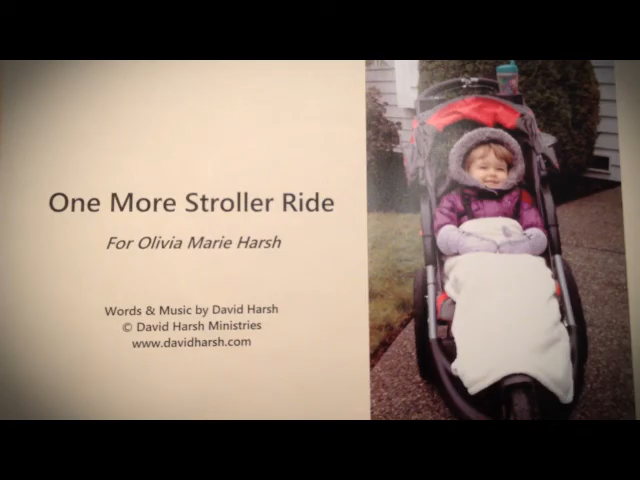 One More Stroller Ride
For Olivia Marie Harsh
Words & Music by David Harsh
© David Harsh Ministries
www.davidharsh.com